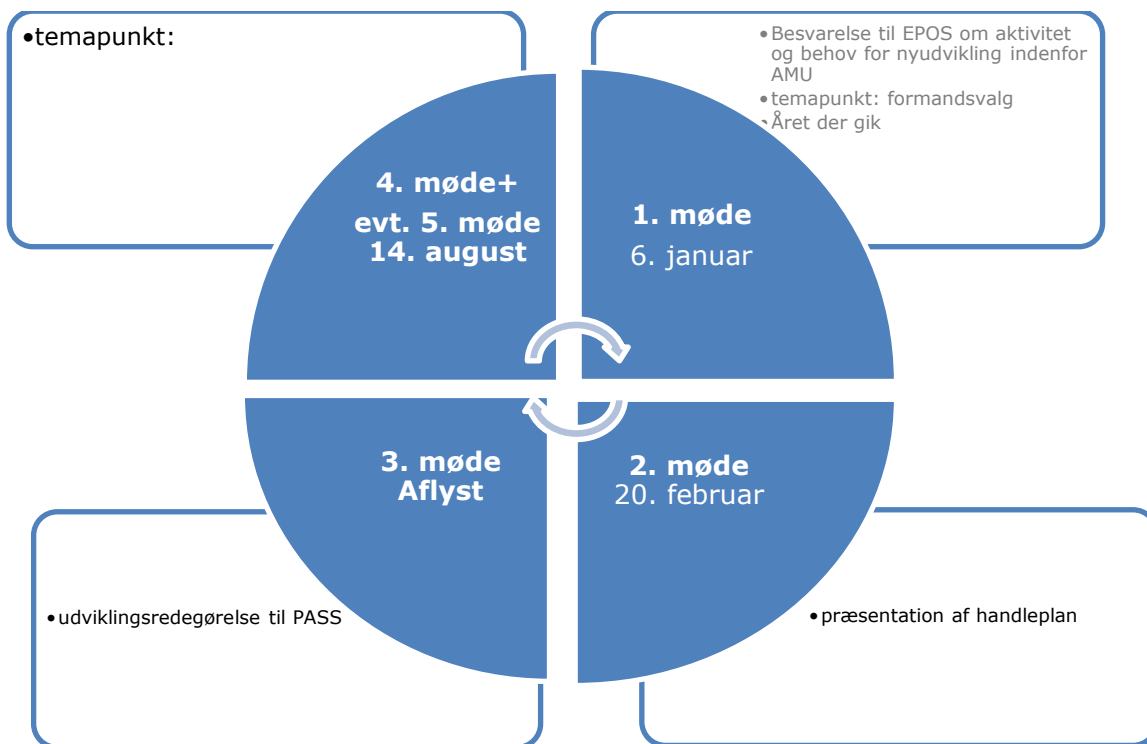 •temapunkt:
•Besvarelse til EPOS om aktivitet
og behov for nyudvikling indenfor
AMU
•temapunkt: formandsvalg
•Året der gik
4. møde+
evt. 5. møde
14. august
1. møde
6. januar
3. møde
Aflyst
2. møde
20. februar
•udviklingsredegørelse til PASS
•præsentation af handleplan